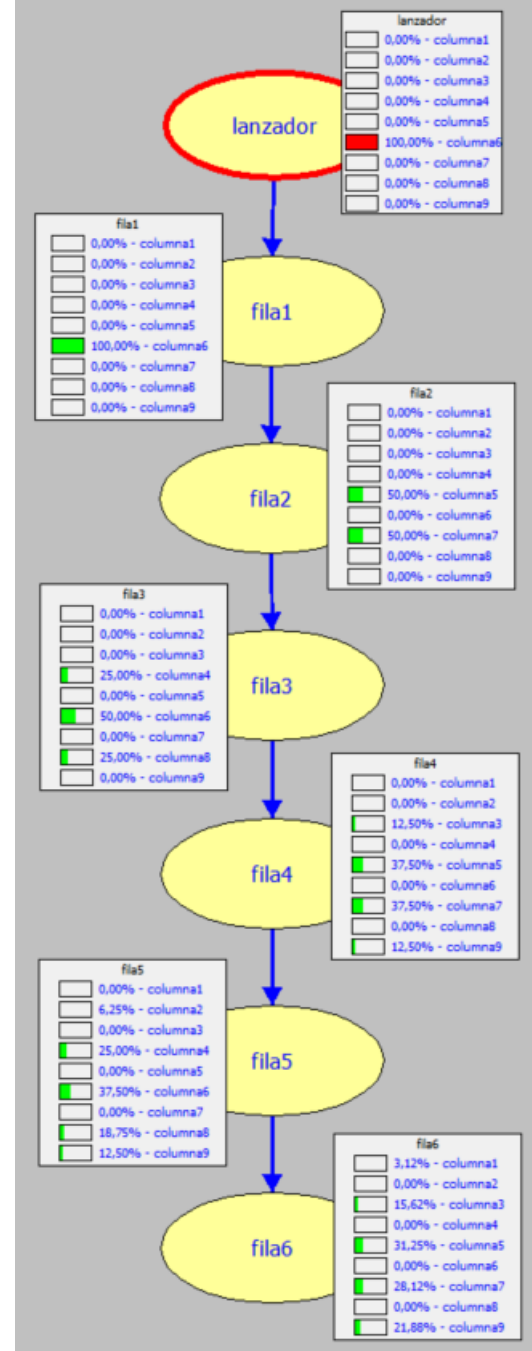 lanzador
0,00% - columna1
0,00% - columna2
0,00% - columna3
0,00% - columna4
0,00% - columna5
100,00% - columna6
0,00% - columna7
0,00% - columna8
0,00% - columna9
lanzador
fila1
0,00% - columna1
0,00% - columna2
0,00% - columna3
0,00% - columna4
0,00% - columna5
100,00% - columna6
0,00% - columna7
0,00% - columna8
0,00% - columna9
fila1
fila2
0,00% - columna1
0,00% - columna2
0,00% - columna3
0,00% - columna4
50,00% - columna5
0,00% - columna6
50,00% - columna7
0,00% - columna8
0,00% - columna9
fila2
fila3
0,00% - columna1
0,00% - columna2
0,00% - columna3
25,00% - columna4
0,00% - columna5
50,00% - columna6
0,00% - columna7
25,00% - columna8
0,00% - columna9
fila3
fila4
0,00% - columna1
0,00% - columna2
12,50% - columna3
0,00% - columna4
37,50% - columna5
0,00% - columna6
37,50% - columna7
0,00% - columna8
12,50% - columna9
fila4
fila5
0,00% - columna1
6,25% - columna2
0,00% - columna3
25,00% - columna4
0,00% - columna5
37,50% - columna6
0,00% - columna7
18,75% - columna8
12,50% - columna9
fila5
fila6
3,12% - columna1
0,00% - columna2
15,62% - columna3
0,00% - columna4
31,25% - columna5
0,00% - columna6
28,12% - columna7
0,00% - columna8
21,88% - columna9
fila6